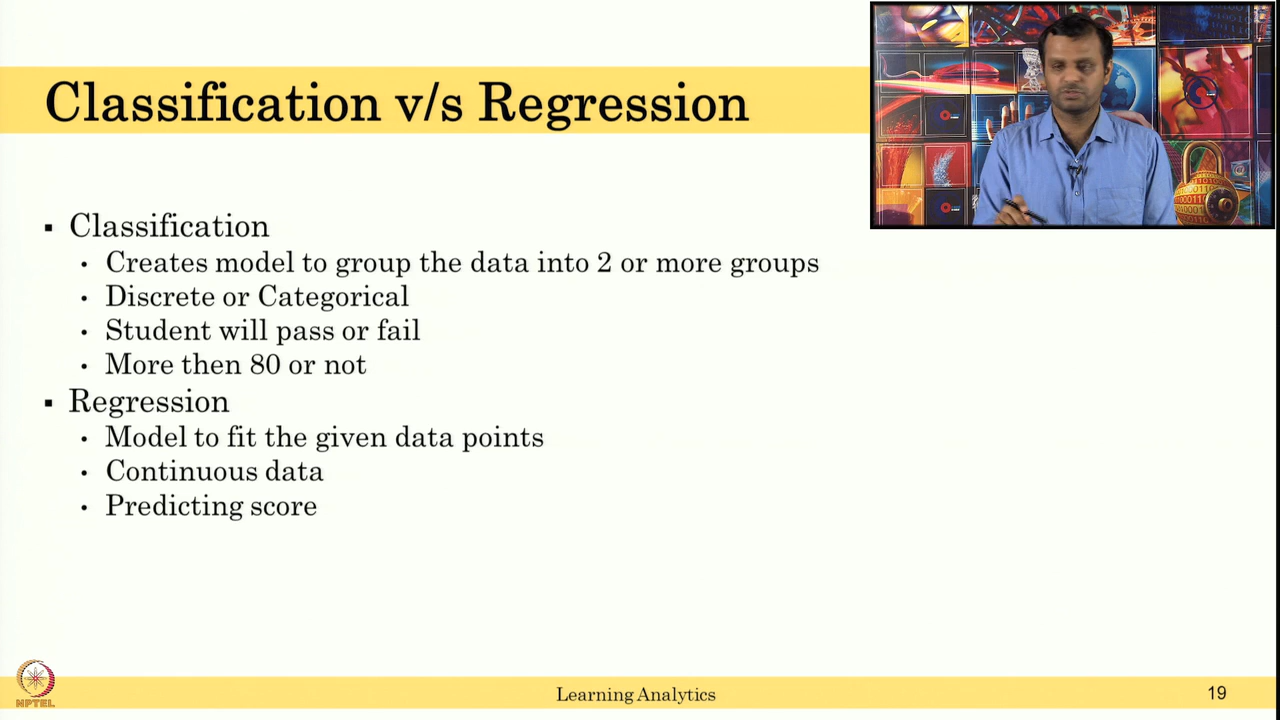 Classification v/s Regression
▪ Classification
• Creates model to group the data into 2 or more groups
• Discrete or Categorical
• Student will pass or fail
• More then 80 or not
▪ Regression
• Model to fit the given data points
• Continuous data
• Predicting score
NPTEL
Learning Analytics
19